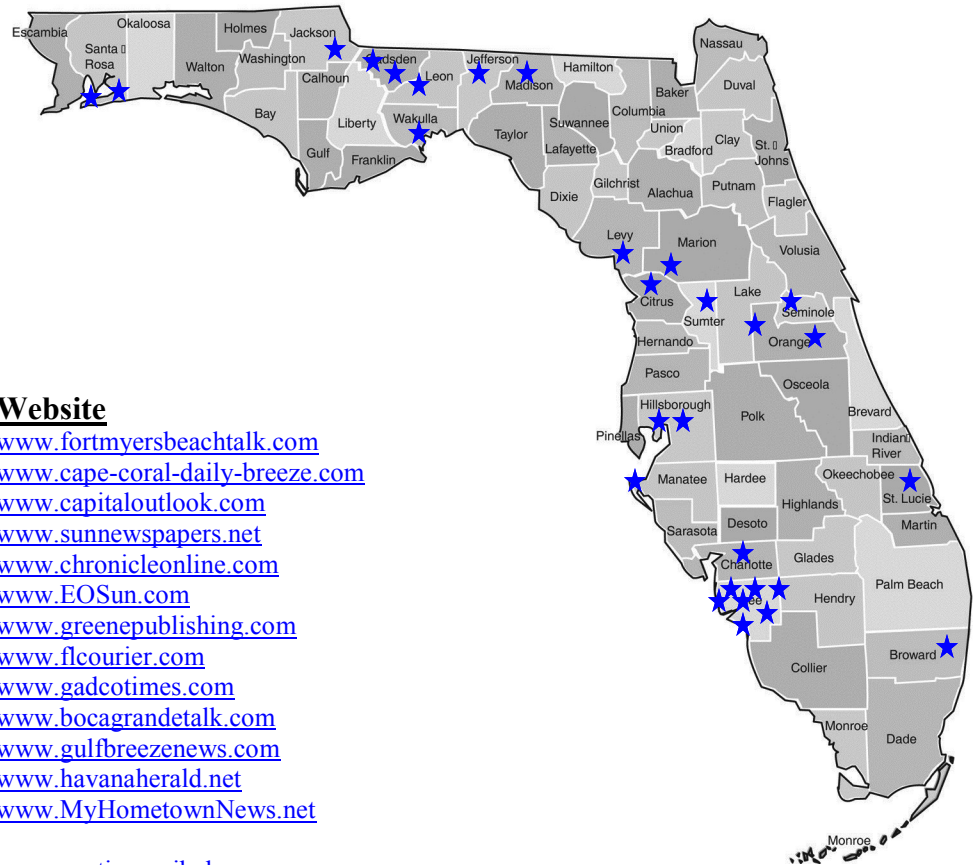 Escambia
Okaloosa
Santa
Rosa
Walton
Holmes
Washington
Jackson
Calhoun
Bay
Gulf
Liberty
Franklin
Leon
Wakulla
Jefferson
Madison
Taylor
Hamilton
Suwannee
Lafayette
Dixie
Columbia
Gilchrist
Baker
Union
Bradford
Alachua
Nassau
Duval
Clay
St.
Johns
Putnam
Flagler
Levy
Marion
Volusia
Citrus
Sumter
Lake
Seminole
Orange
Hernando
Pasco
Osceola
Brevard
Hillsborough
Pinellas
Polk
Indian
River
Manatee
Hardee
Highlands
Okeechobee
St. Lucie
Sarasota
Desoto
Martin
Charlotte
Glades
Hendry
Palm Beach
Collier
Broward
Monroe
Dade
Monroe
Website
www.fortmyersbeachtalk.com
www.cape-coral-daily-breeze.com
www.capitaloutlook.com
www.sunnewspapers.net
www.chronicleonline.com
www.EOSun.com
www.greenepublishing.com
www.flcourier.com
www.gadcotimes.com
www.bocagrandetalk.com
www.gulfbreezenews.com
www.havanaherald.net
www.MyHometownNews.net